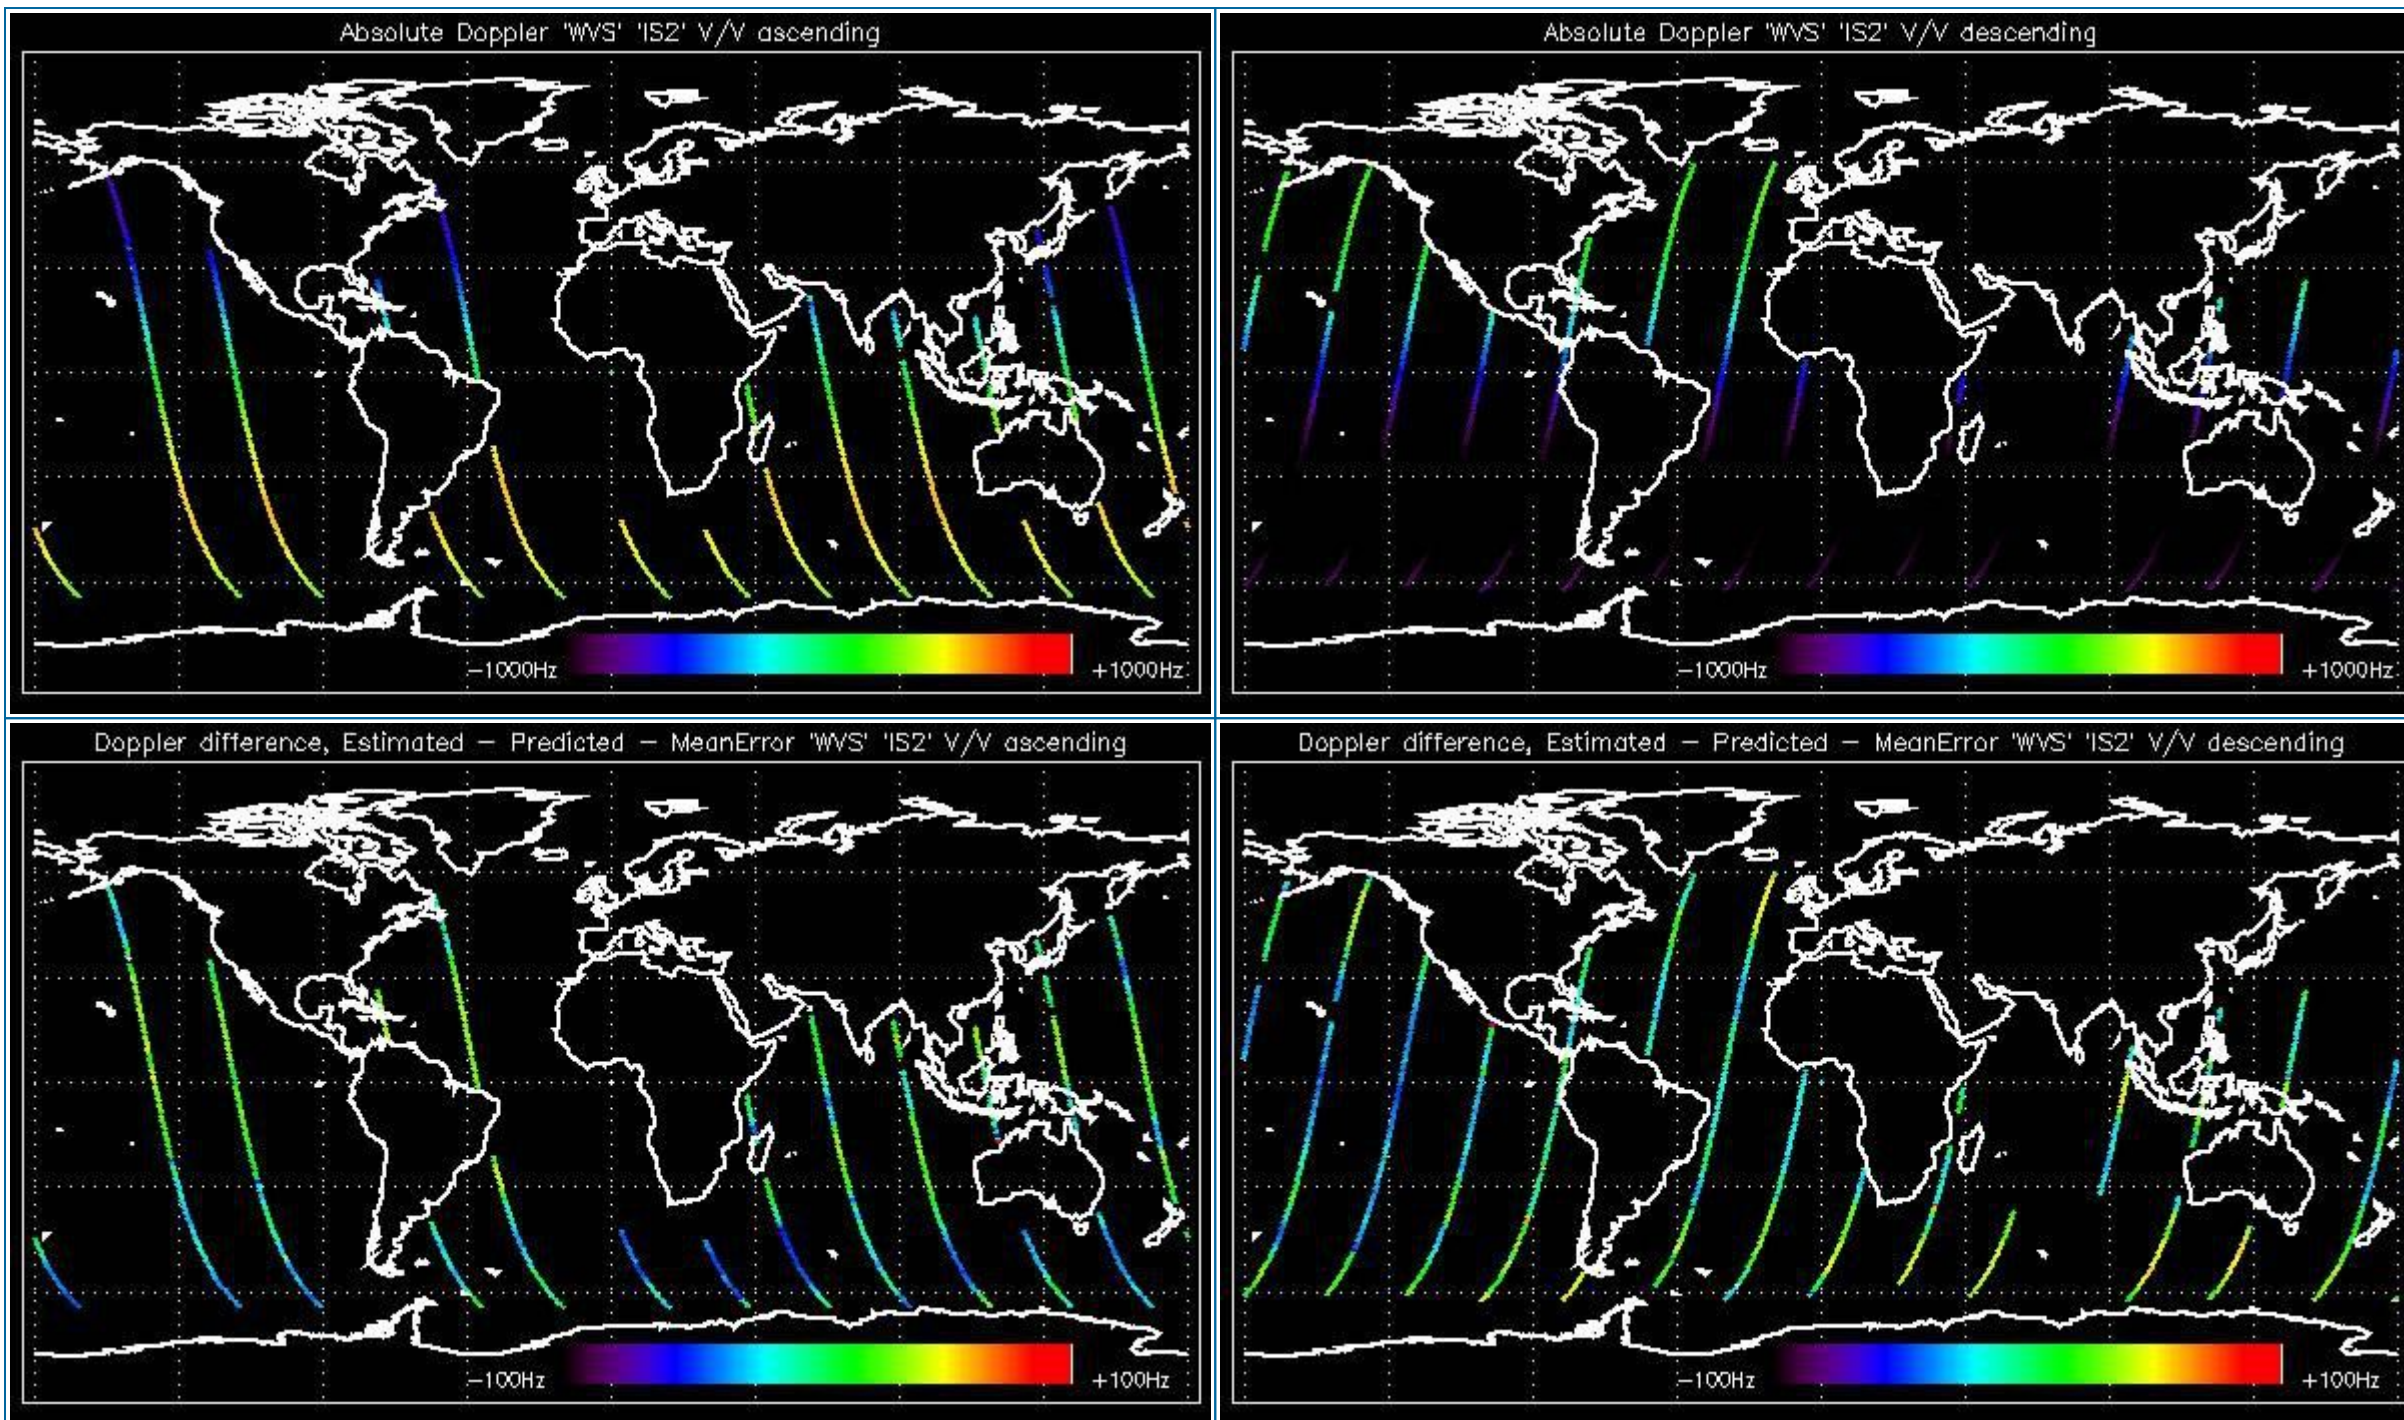 Absolute Doppler 'WVS' 'IS2' V/V ascending
-1000Hz
+1000Hz
Absolute Doppler 'WVS' 'IS2' V/V descending
-1000Hz
+1000Hz
Doppler difference, Estimated - Predicted - MeanError 'WVS' 'IS2' V/V ascending
-100Hz
+100Hz
Doppler difference, Estimated - Predicted - MeanError 'WVS' 'IS2' V/V descending
-100Hz
+100Hz